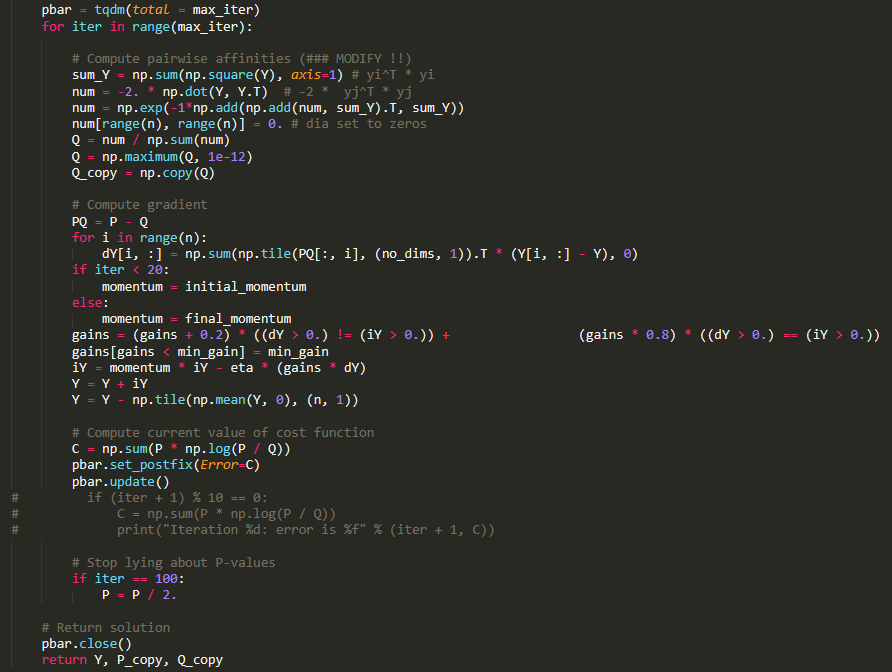 pbar = tqdm(total = max_iter)
for iter in range(max_iter):
# Compute pairwise affinities (### MODIFY !!)
sum_Y = np.sum(np.square(Y), axis=1) # yi^T * yi
num = -2. * np.dot(Y, Y.T)  # -2 *  yj^T * yj
num = np.exp(-1*np.add(np.add(num, sum_Y).T, sum_Y))
num[range(n), range(n)] = 0. # dia set to zeros
Q = num / np.sum(num)
Q = np.maximum(Q, 1e-12)
Q_copy = np.copy(Q)
# Compute gradient
PQ = P - Q
for i in range(n):
dY[i, :] = np.sum(np.tile(PQ[:, i], (no_dims, 1)).T * (Y[i, :] - Y), 0)
if iter < 20:
momentum = initial_momentum
else:
momentum = final_momentum
gains = (gains + 0.2) * ((dY > 0.) != (iY > 0.)) +                 (gains * 0.8) * ((dY > 0.) == (iY > 0.))
gains[gains < min_gain] = min_gain
iY = momentum * iY - eta * (gains * dY)
Y = Y + iY
Y = Y - np.tile(np.mean(Y, 0), (n, 1))
# Compute current value of cost function
C = np.sum(P * np.log(P / Q))
pbar.set_postfix(Error=C)
pbar.update()
#         if (iter + 1) % 10 == 0:
#             C = np.sum(P * np.log(P / Q))
#             print("Iteration %d: error is %f" % (iter + 1, C))
# Stop lying about P-values
if iter == 100:
P = P / 2.
# Return solution
pbar.close()
return Y, P_copy, Q_copy